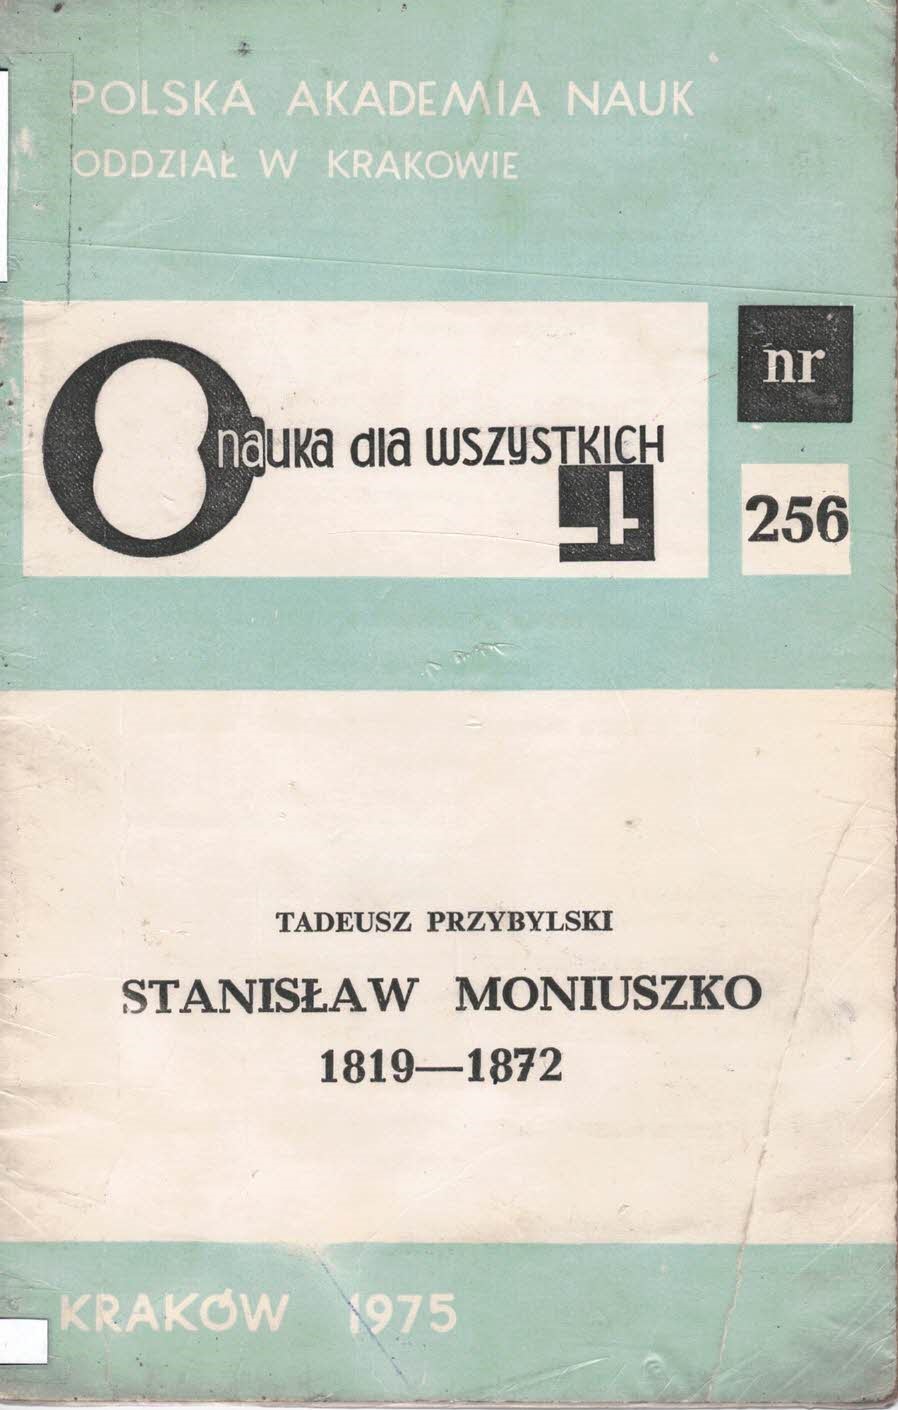 POLSKA AKADEMIA NAUK
ODDZIAŁ W KRAKOWIE
nauka dla WSZYSTKICH
nr
256
TADEUSZ PRZYBYLSKI
STANISŁAW MONIUSZKO
1819—1872
KRAKÓW 1975